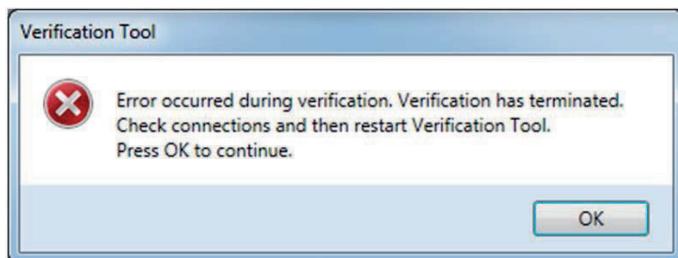 Verification Tool
Error occurred during verification. Verification has terminated.
Check connections and then restart Verification Tool.
Press OK to continue.
OK